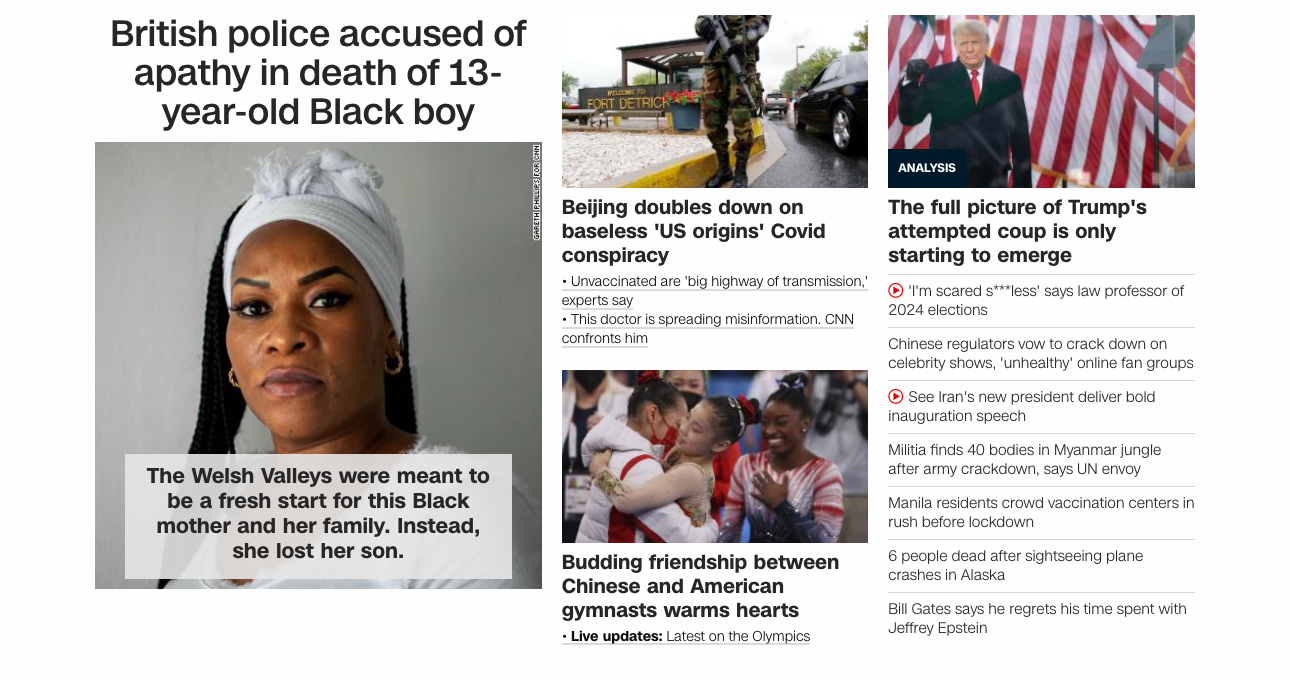 British police accused of
apathy in death of 13-
year-old Black boy
GARETH PHILLIPS FOR CNN
The Welsh Valleys were meant to
be a fresh start for this Black
mother and her family. Instead,
she lost her son.
WELCOME TO
FORT DETRICK
Beijing doubles down on
baseless 'US origins' Covid
conspiracy
• Unvaccinated are 'big highway of transmission,'
experts say
• This doctor is spreading misinformation. CNN
confronts him
Budding friendship between
Chinese and American
gymnasts warms hearts
• Live updates: Latest on the Olympics
ANALYSIS
The full picture of Trump's
attempted coup is only
starting to emerge
'I'm scared s***less' says law professor of
2024 elections
Chinese regulators vow to crack down on
celebrity shows, 'unhealthy' online fan groups
See Iran's new president deliver bold
inauguration speech
Militia finds 40 bodies in Myanmar jungle
after army crackdown, says UN envoy
Manila residents crowd vaccination centers in
rush before lockdown
6 people dead after sightseeing plane
crashes in Alaska
Bill Gates says he regrets his time spent with
Jeffrey Epstein